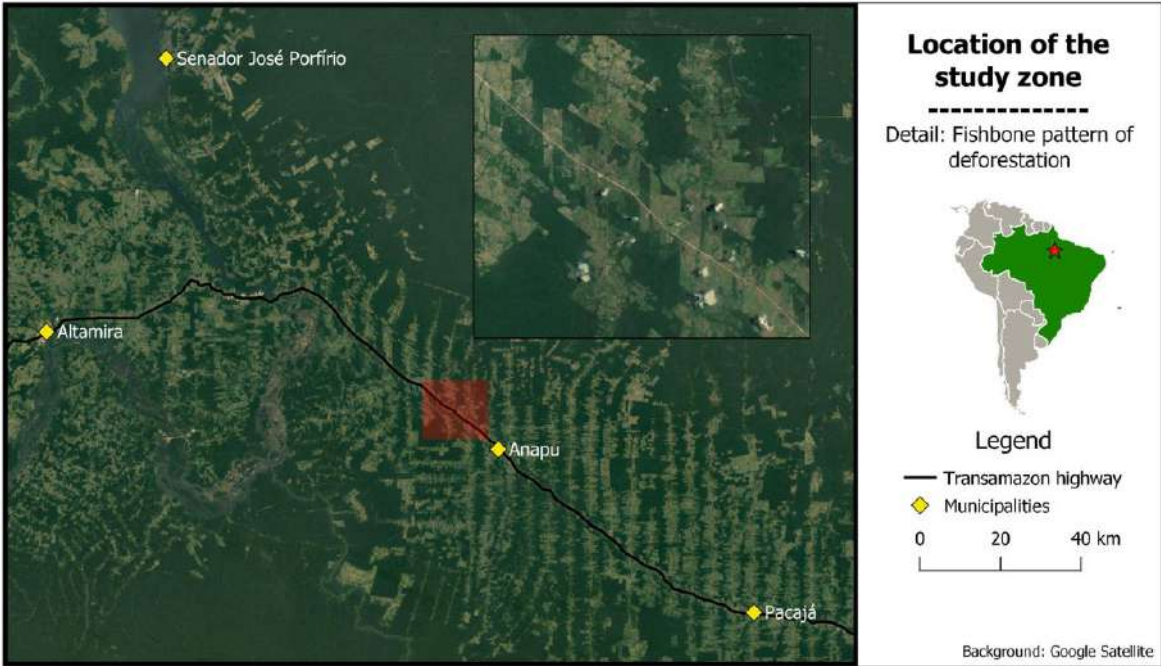 Senador José Porfírio
Altamira
Anapu
Pacajá
Location of the
study zone
--------------
Detail: Fishbone pattern of
deforestation
Legend
Transamazon highway
Municipalities
0 20 40 km
Background: Google Satellite